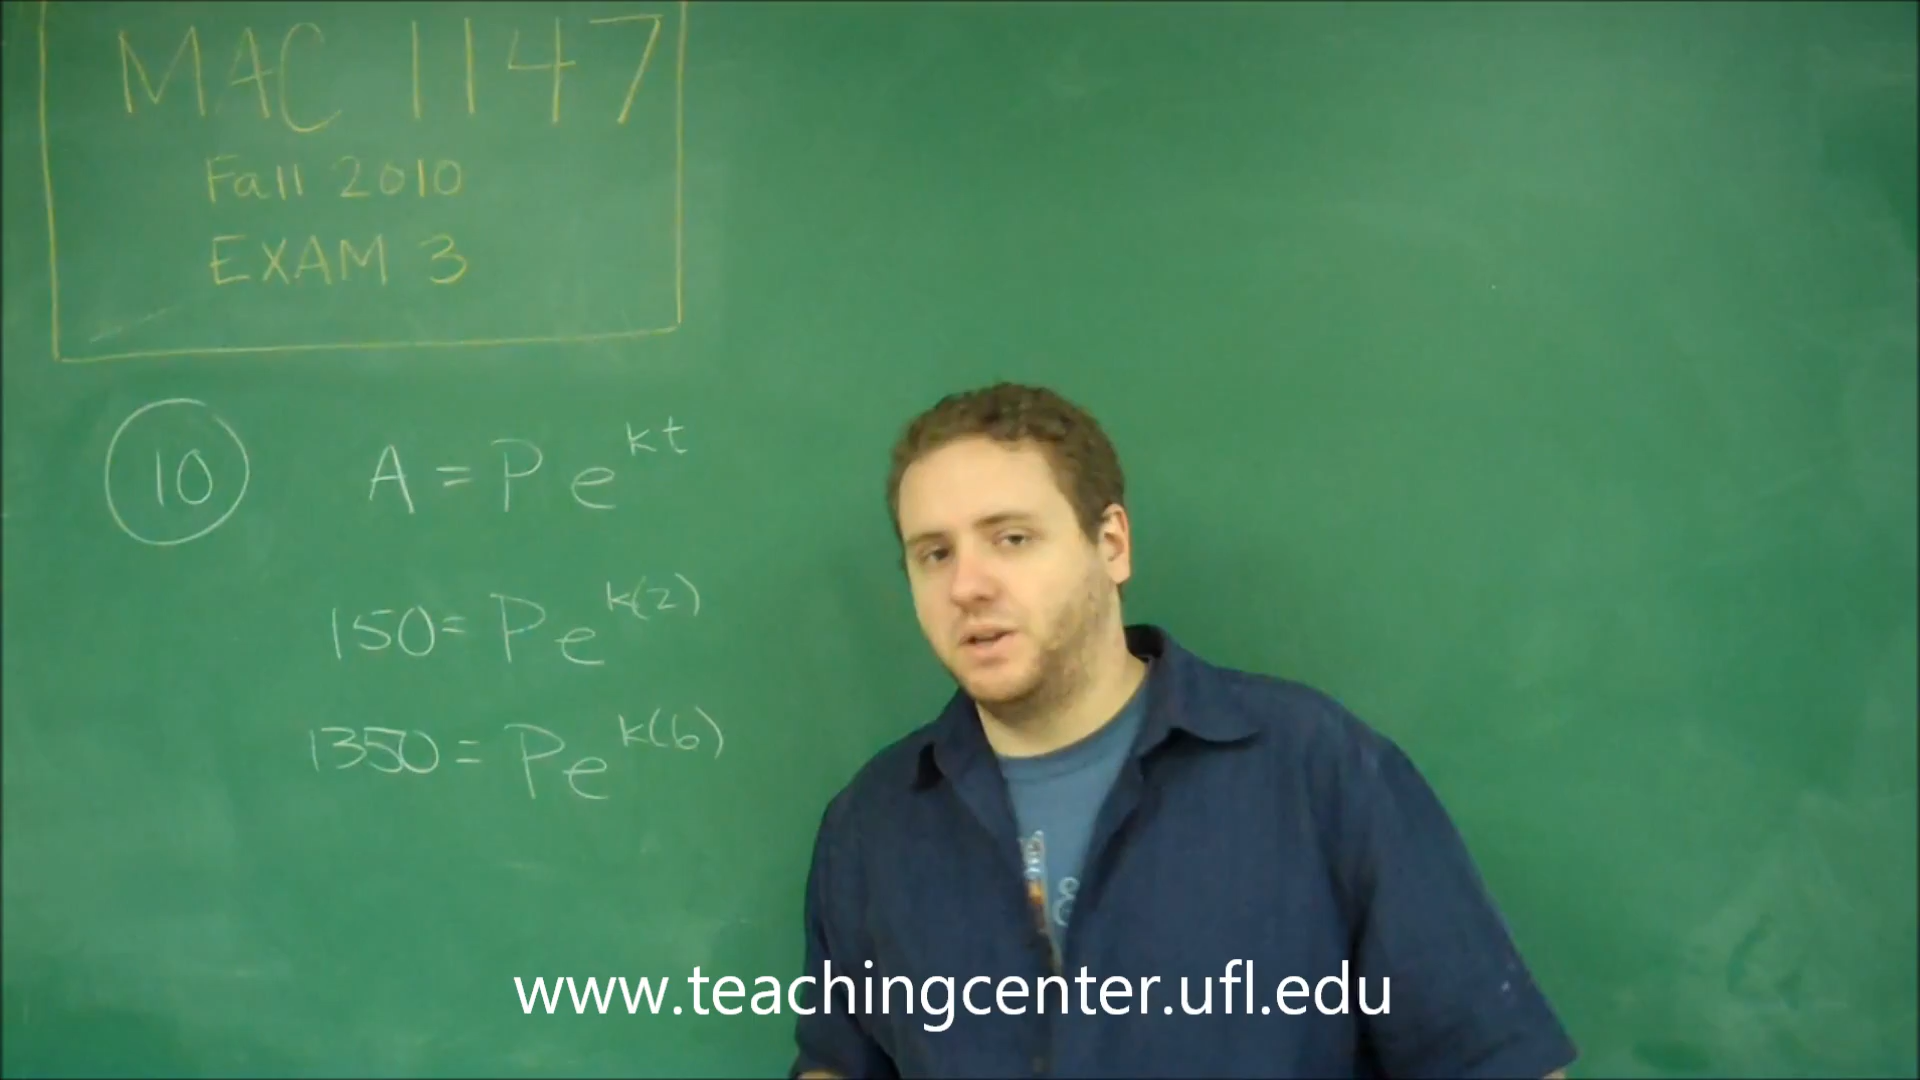 MAC 1147
Fall 2010
EXAM 3
10
A = Pe^{kt}
150 = Pe^{k(2)}
1350 = Pe^{k(6)}
www.teachingcenter.ufl.edu